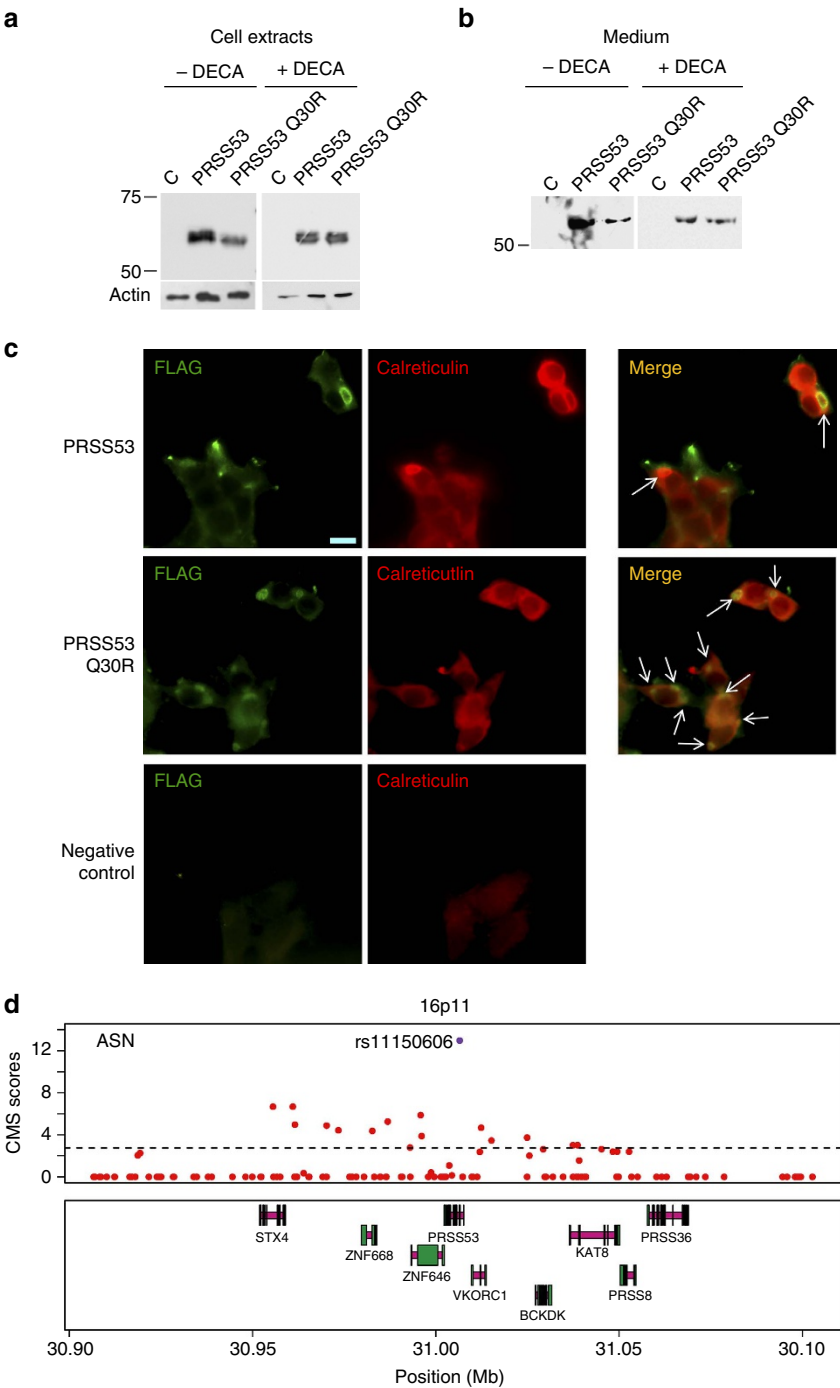 a
Cell extracts
– DECA
+ DECA
C
PRSS53
PRSS53 Q30R
C
PRSS53
PRSS53 Q30R
75
50
Actin
b
Medium
– DECA
+ DECA
C
PRSS53
PRSS53 Q30R
C
PRSS53
PRSS53 Q30R
50
c
FLAG
Calreticulin
Merge
PRSS53
FLAG
Calreticutlin
Merge
PRSS53
Q30R
FLAG
Calreticulin
Negative
control
d
16p11
ASN
rs11150606
CMS scores
12
8
4
0
STX4
ZNF668
PRSS53
ZNF646
VKORC1
BCKDK
KAT8
PRSS36
PRSS8
30.90
30.95
31.00
31.05
30.10
Position (Mb)